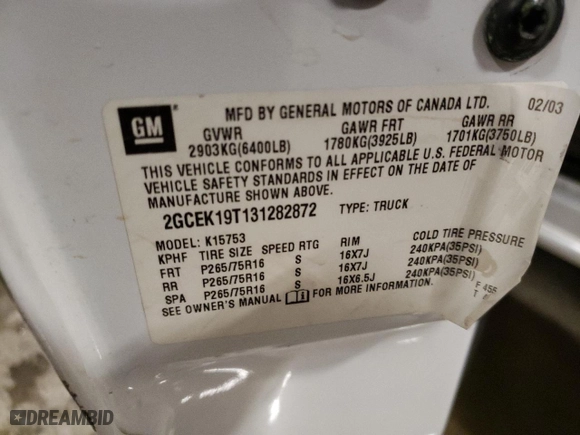 GM
MFD BY GENERAL MOTORS OF CANADA LTD. 02/03
GVWR GAWR FRT GAWR RR
2903KG(6400LB) 1780KG(3925LB) 1701KG(3750LB)
THIS VEHICLE CONFORMS TO ALL APPLICABLE U.S. FEDERAL MOTOR
VEHICLE SAFETY STANDARDS IN EFFECT ON THE DATE OF
MANUFACTURE SHOWN ABOVE.
2GCEK19T131282872 TYPE: TRUCK
MODEL: K15753
KPHF TIRE SIZE SPEED RTG RIM COLD TIRE PRESSURE
FRT P265/75R16 S 16X7J 240KPA(35PSI)
RR P265/75R16 S 16X7J 240KPA(35PSI)
SPA P265/75R16 S 16X6.5J 240KPA(35PSI)
SEE OWNER'S MANUAL FOR MORE INFORMATION.
DREAMBID